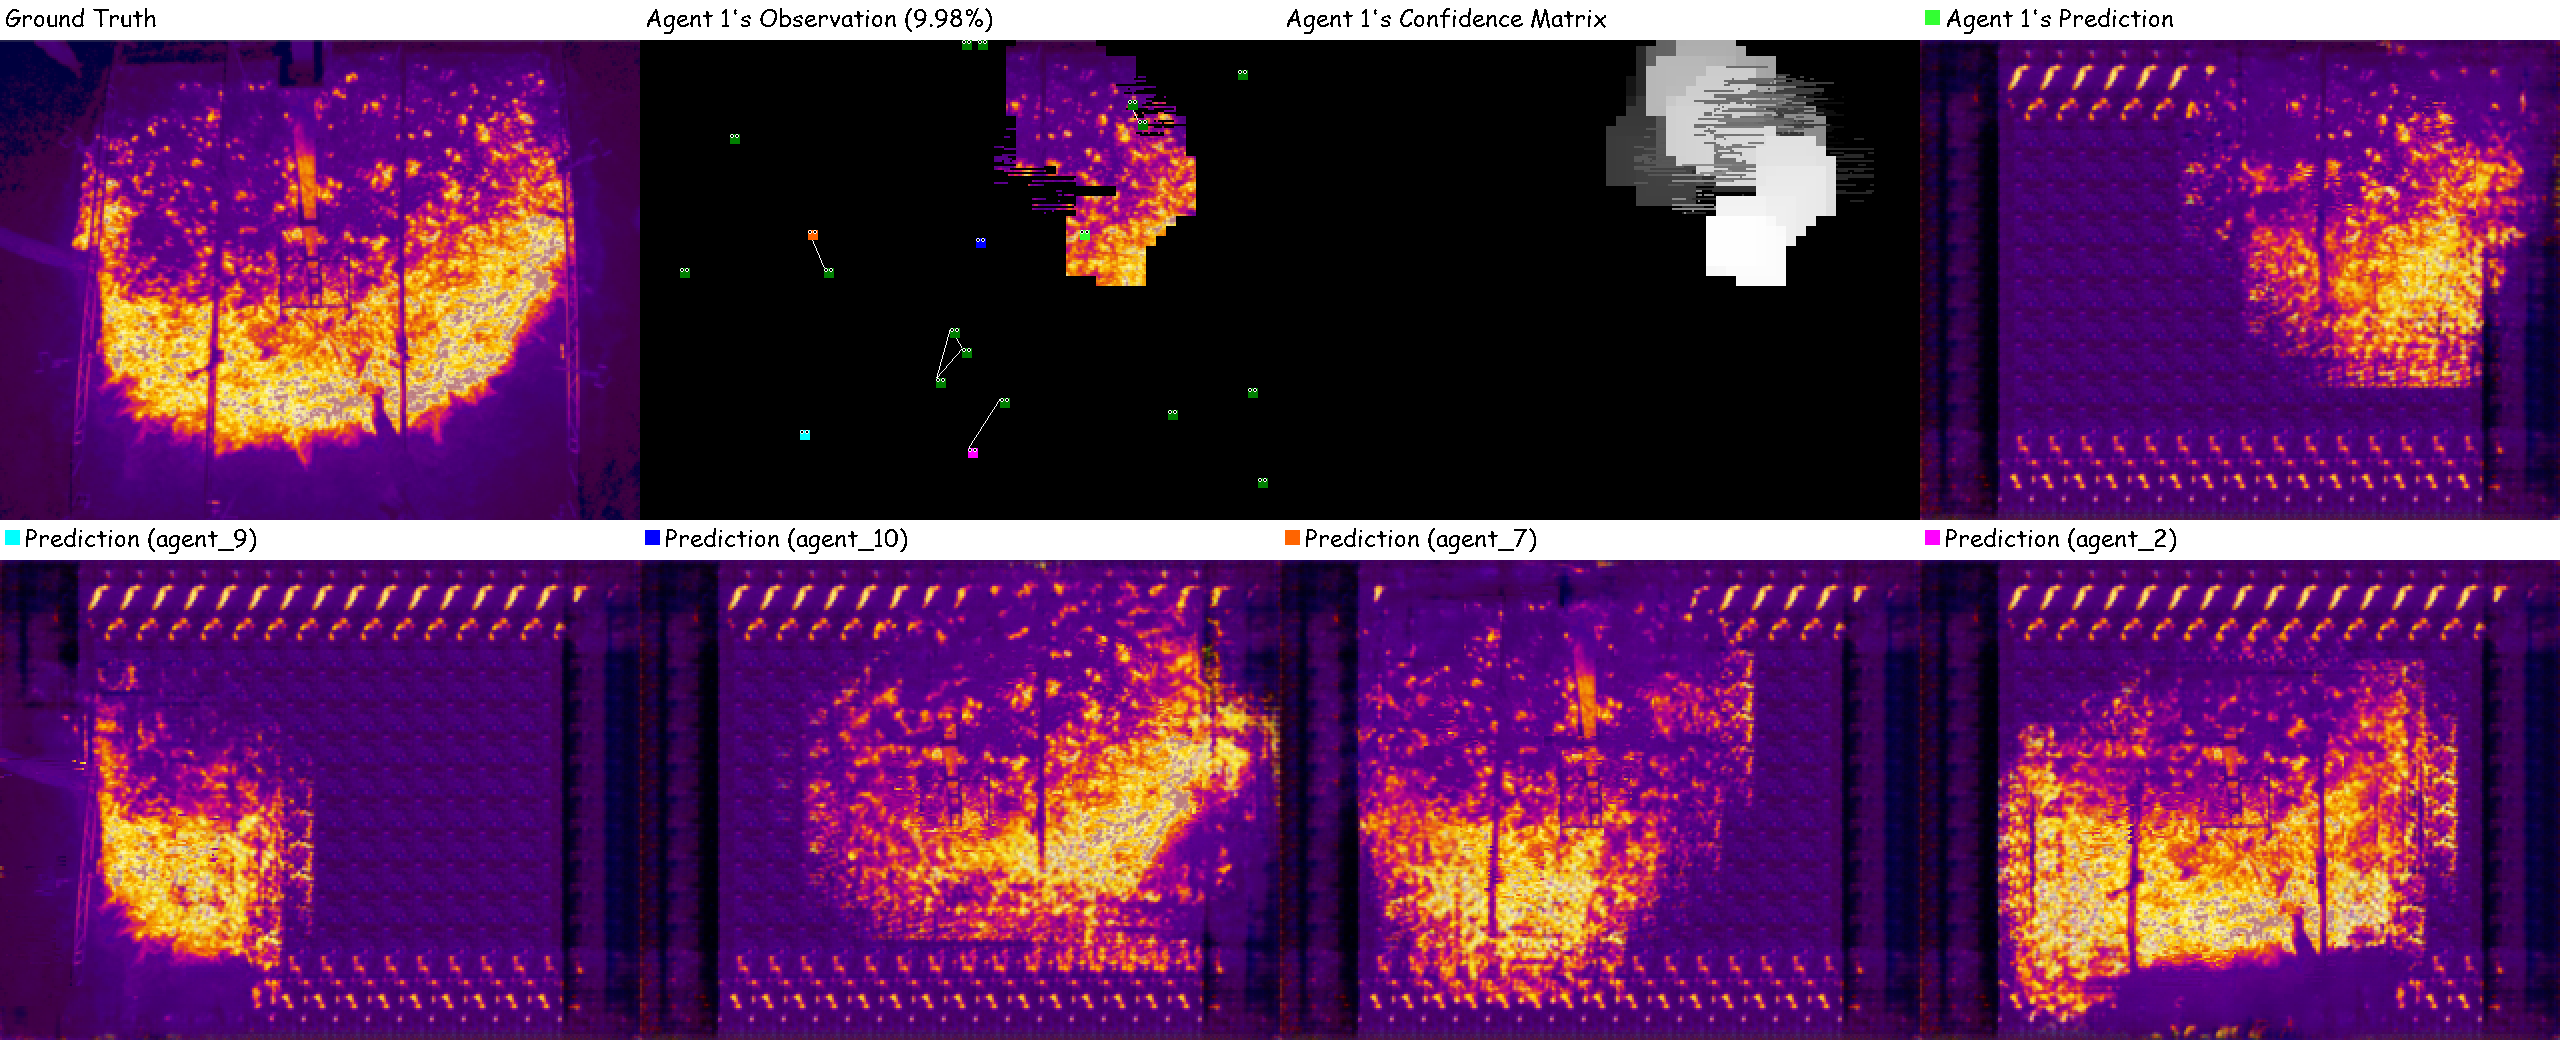 Ground Truth
Agent 1's Observation (9.98%)
Agent 1's Confidence Matrix
Agent 1's Prediction
Prediction (agent_9)
Prediction (agent_10)
Prediction (agent_7)
Prediction (agent_2)